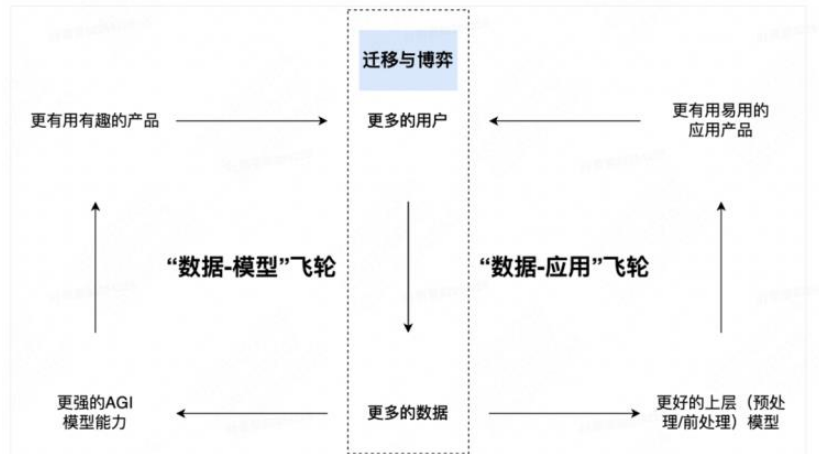 迁移与博弈
更有用有趣的产品
更多的用户
更有用易用的
应用产品
“数据-模型”飞轮
“数据-应用”飞轮
更强的AGI
模型能力
更多的数据
更好的上层（预处
理/前处理）模型